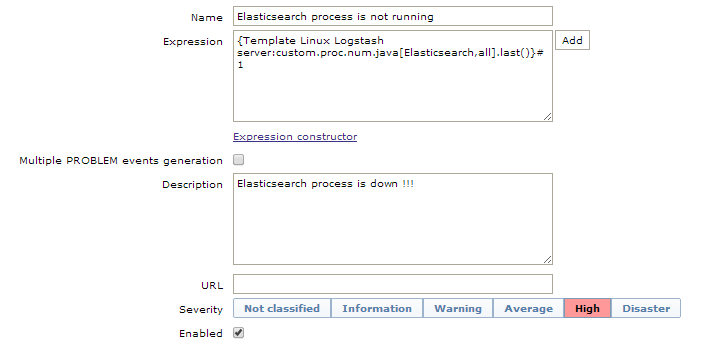 Name Elasticsearch process is not running
Expression {Template Linux Logstash Add
server:custom.proc.num.java[Elasticsearch,all].last()}#
1
Expression constructor
Multiple PROBLEM events generation
Description Elasticsearch process is down !!!
URL
Severity Not classified Information Warning Average High Disaster
Enabled